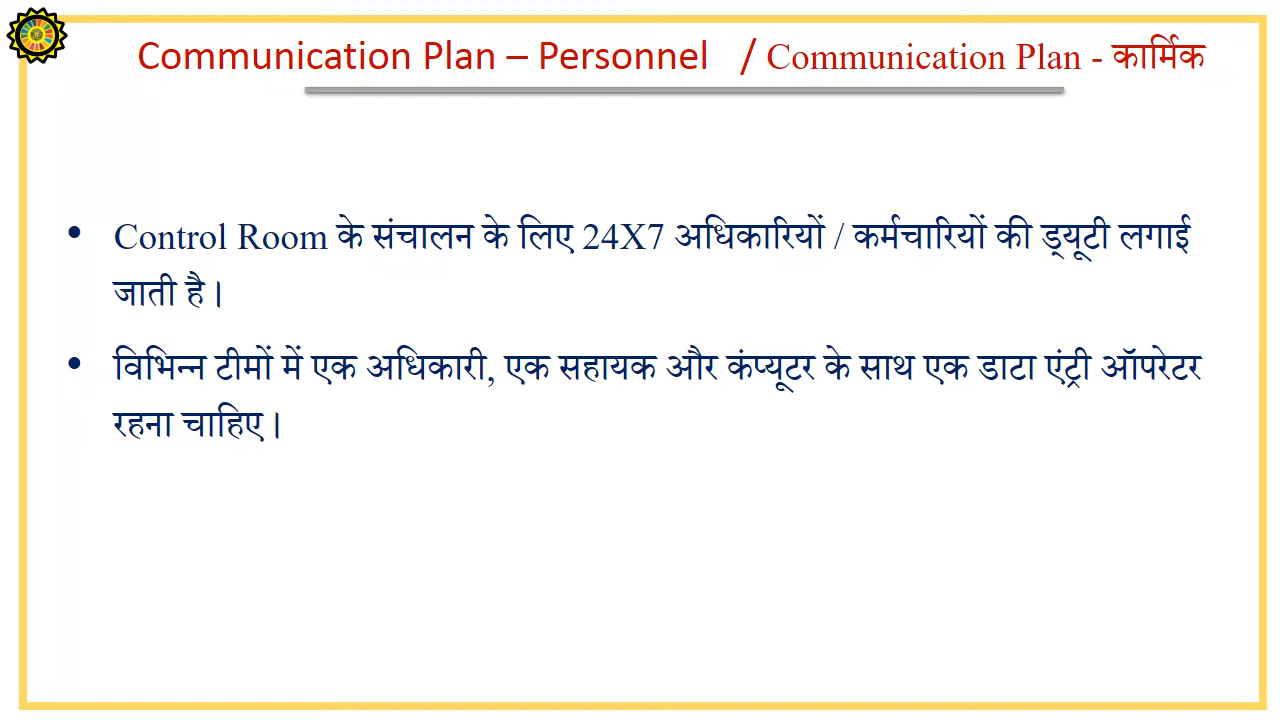 Communication Plan – Personnel / Communication Plan - कार्मिक
• Control Room के संचालन के लिए 24X7 अधिकारियों / कर्मचारियों की ड्यूटी लगाई
जाती है।
• विभिन्न टीमों में एक अधिकारी, एक सहायक और कंप्यूटर के साथ एक डाटा एंट्री ऑपरेटर
रहना चाहिए।